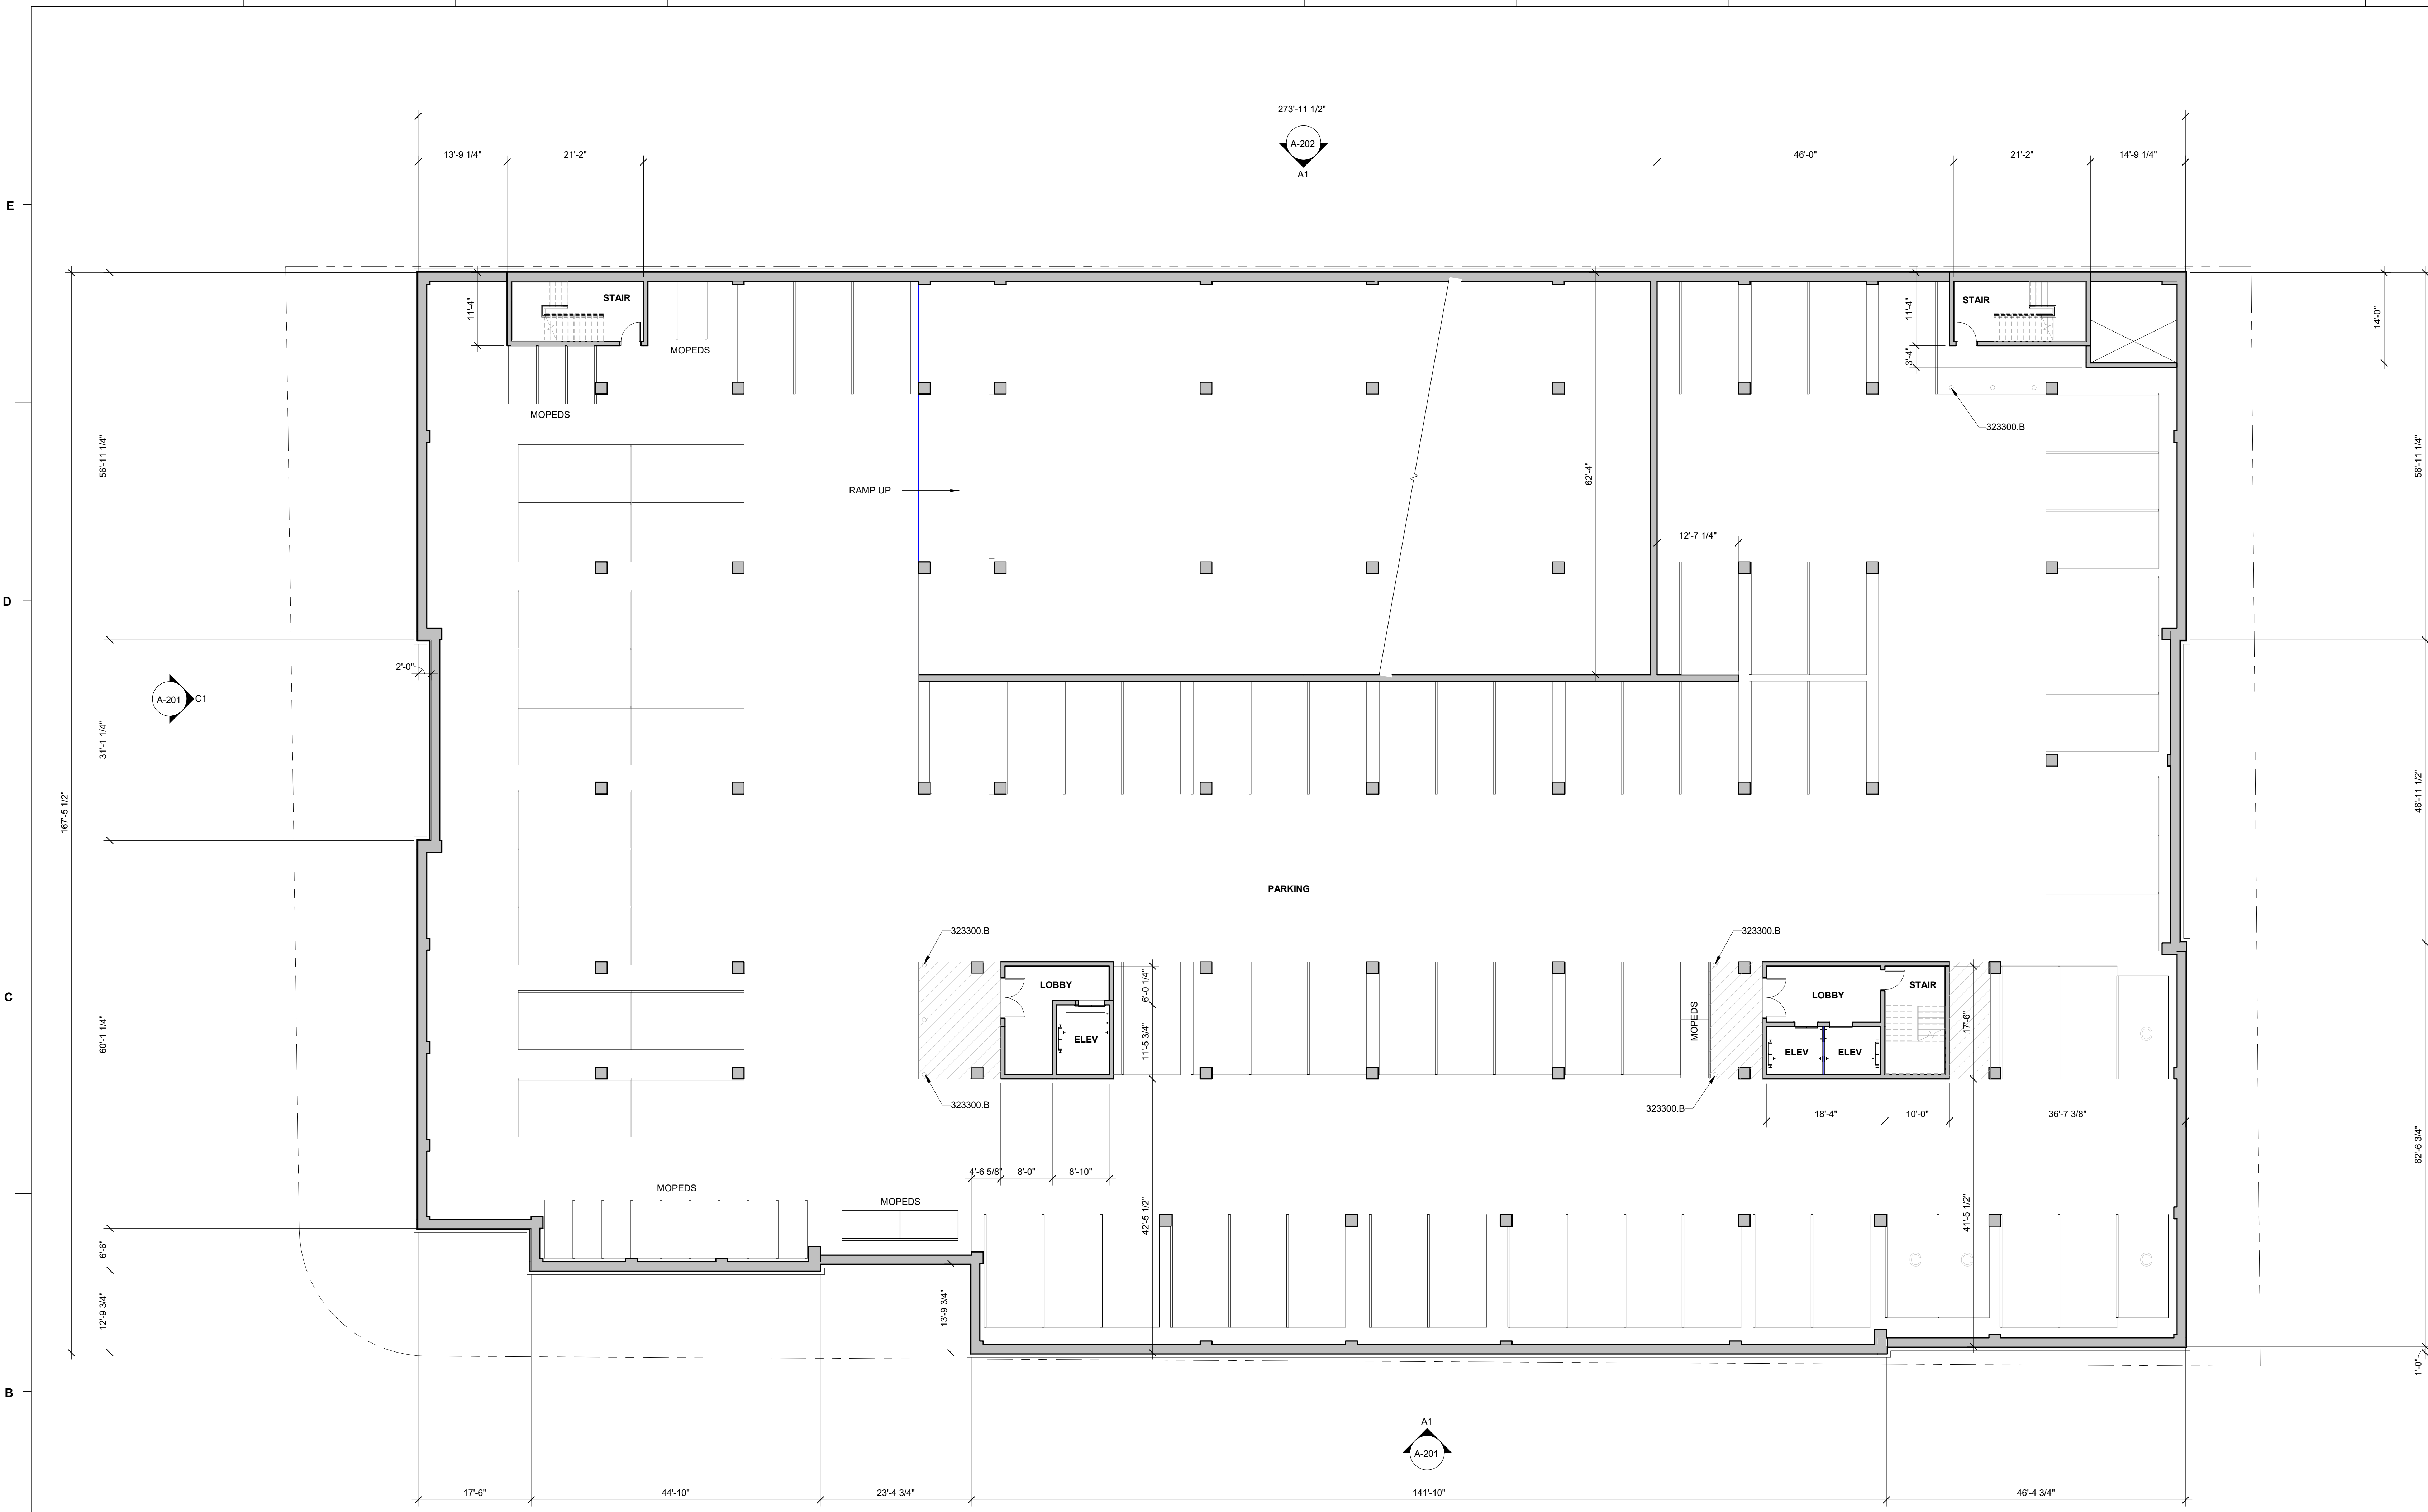 273'-11 1/2"
A-202
A1
13'-9 1/4"
21'-2"
46'-0"
21'-2"
14'-9 1/4"
E
STAIR
STAIR
11'-4"
11'-4"
3'-4"
14'-0"
MOPEDS
MOPEDS
323300.B
56'-11 1/4"
56'-11 1/4"
RAMP UP
62'-4"
12'-7 1/4"
D
2'-0"
A-201
C1
31'-1 1/4"
46'-11 1/2"
167'-5 1/2"
PARKING
323300.B
323300.B
LOBBY
6'-0 1/4"
STAIR
LOBBY
C
MOPEDS
17'-6"
C
60'-1 1/4"
ELEV
11'-5 3/4"
ELEV
ELEV
323300.B
323300.B
18'-4"
10'-0"
36'-7 3/8"
62'-6 3/4"
4'-6 5/8"
8'-0"
8'-10"
MOPEDS
MOPEDS
42'-5 1/2"
41'-5 1/2"
6'-6"
C
C
C
12'-9 3/4"
13'-9 3/4"
1'-0"
B
A1
A-201
17'-6"
44'-10"
23'-4 3/4"
141'-10"
46'-4 3/4"